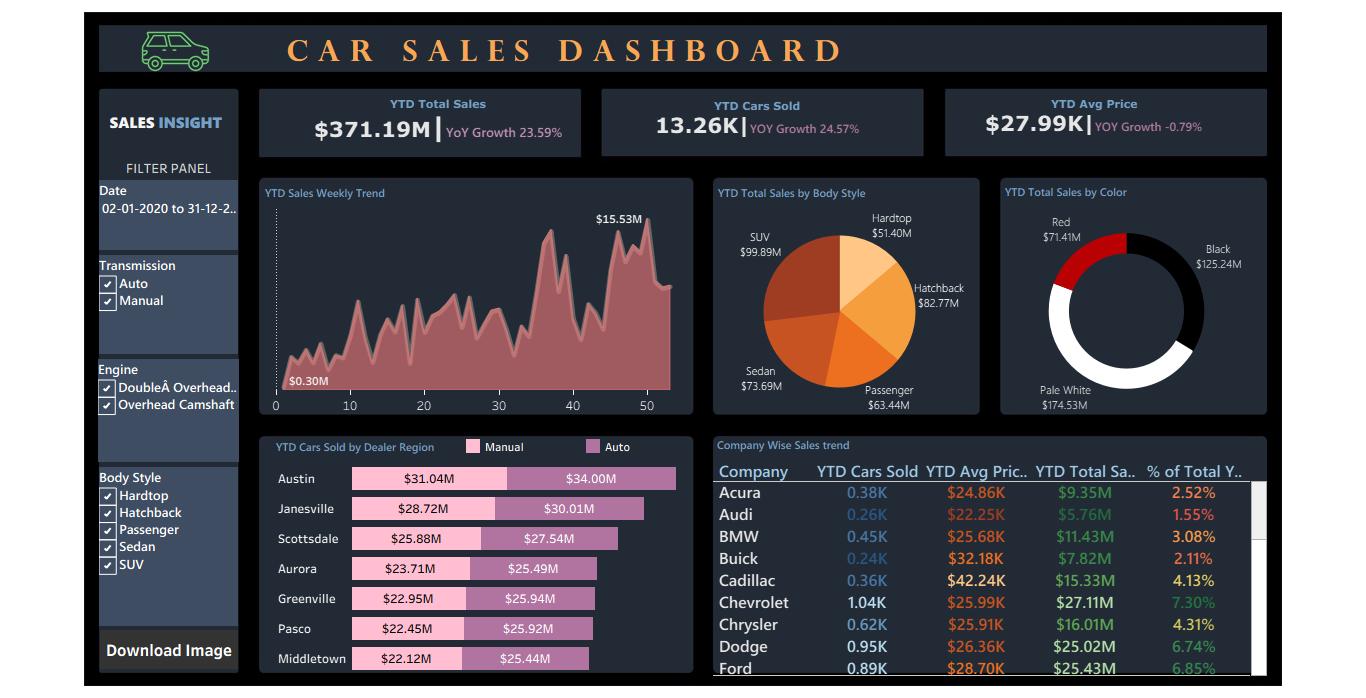 CAR SALES DASHBOARD
SALES INSIGHT
FILTER PANEL
Date
02-01-2020 to 31-12-2..
Transmission
Auto
Manual
Engine
DoubleÂ Overhead..
Overhead Camshaft
Body Style
Hardtop
Hatchback
Passenger
Sedan
SUV
Download Image
YTD Total Sales
$371.19M | YoY Growth 23.59%
YTD Cars Sold
13.26K | YOY Growth 24.57%
YTD Avg Price
$27.99K | YOY Growth -0.79%
YTD Sales Weekly Trend
$15.53M
$0.30M
0 10 20 30 40 50
YTD Total Sales by Body Style
Hardtop
$51.40M
SUV
$99.89M
Hatchback
$82.77M
Sedan
$73.69M
Passenger
$63.44M
YTD Total Sales by Color
Red
$71.41M
Black
$125.24M
Pale White
$174.53M
YTD Cars Sold by Dealer Region Manual Auto
Austin $31.04M $34.00M
Janesville $28.72M $30.01M
Scottsdale $25.88M $27.54M
Aurora $23.71M $25.49M
Greenville $22.95M $25.94M
Pasco $22.45M $25.92M
Middletown $22.12M $25.44M
Company Wise Sales trend
Company YTD Cars Sold YTD Avg Pric.. YTD Total Sa.. % of Total Y..
Acura 0.38K $24.86K $9.35M 2.52%
Audi 0.26K $22.25K $5.76M 1.55%
BMW 0.45K $25.68K $11.43M 3.08%
Buick 0.24K $32.18K $7.82M 2.11%
Cadillac 0.36K $42.24K $15.33M 4.13%
Chevrolet 1.04K $25.99K $27.11M 7.30%
Chrysler 0.62K $25.91K $16.01M 4.31%
Dodge 0.95K $26.36K $25.02M 6.74%
Ford 0.89K $28.70K $25.43M 6.85%